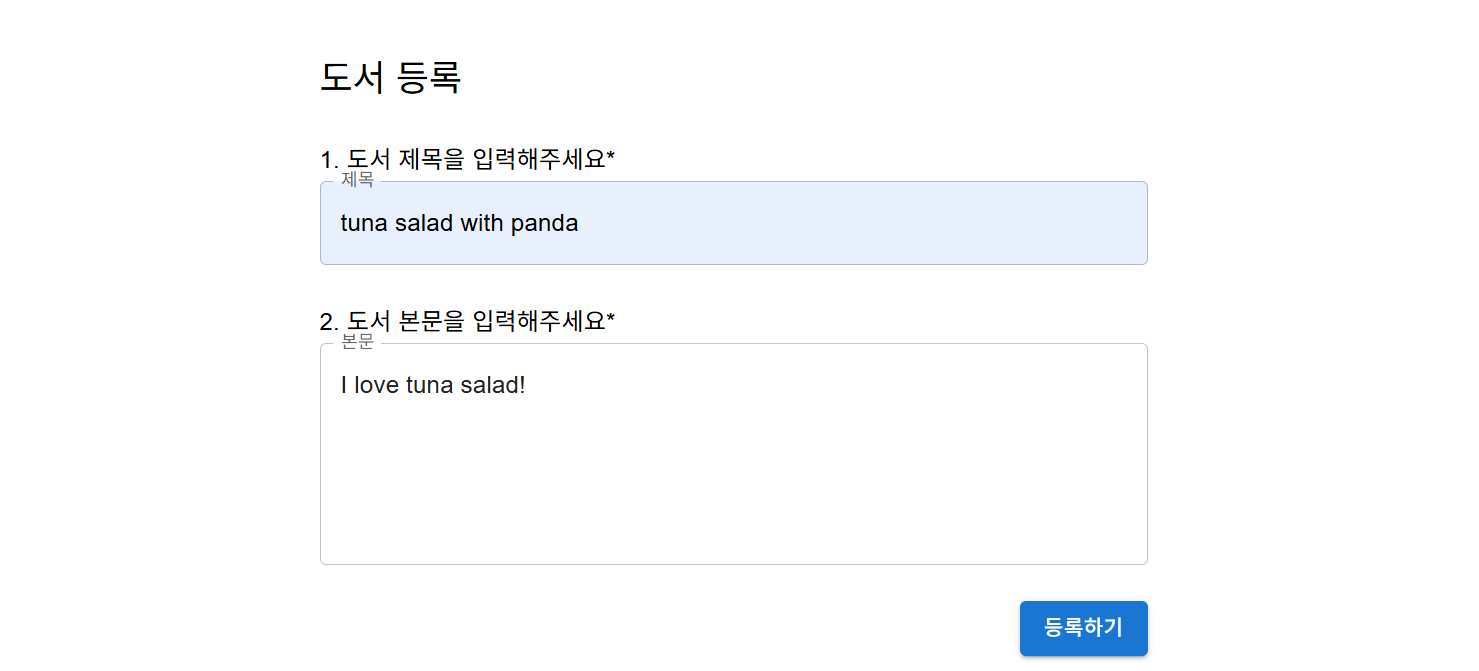 도서 등록
1. 도서 제목을 입력해주세요*
제목
tuna salad with panda
2. 도서 본문을 입력해주세요*
본문
I love tuna salad!
등록하기